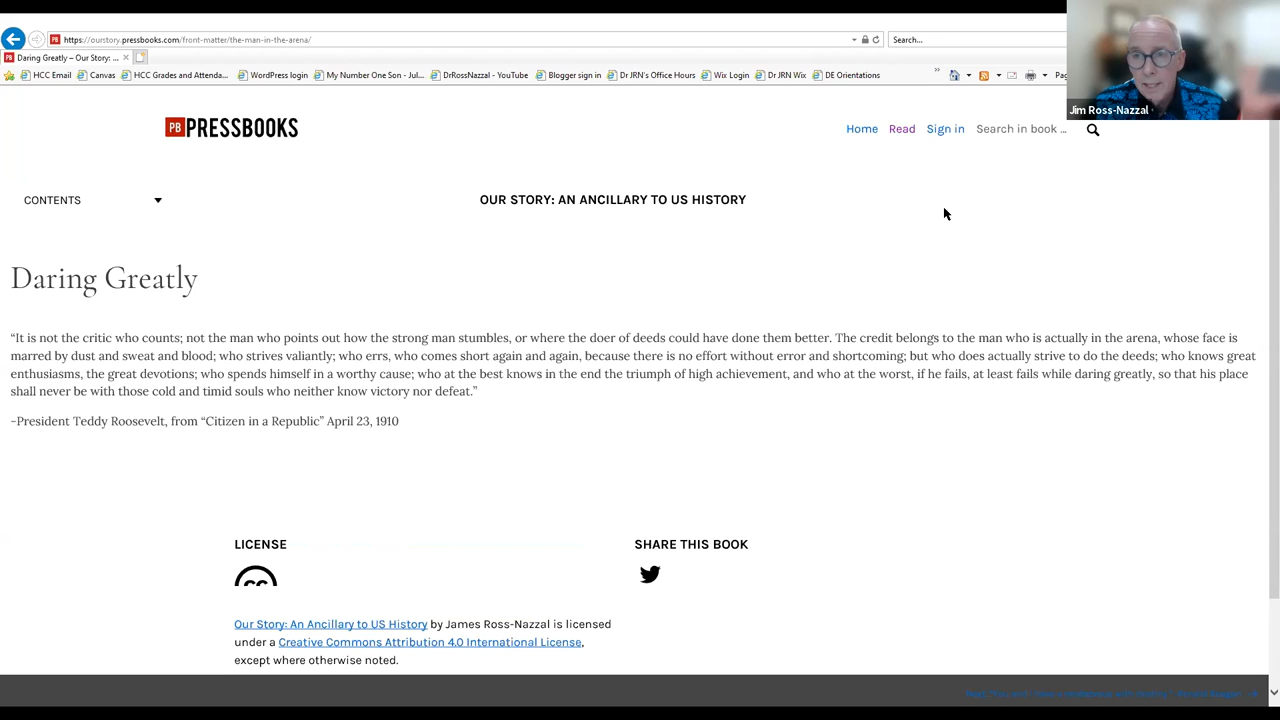 https://ourstory.pressbooks.com/front-matter/the-man-in-the-arena/
Search...
Daring Greatly – Our Story: ...
HCC Email
Canvas
HCC Grades and Attenda...
WordPress login
My Number One Son - Jul...
DrRossNazzal - YouTube
Blogger sign in
Dr JRN's Office Hours
Wix Login
Dr JRN Wix
DE Orientations
Jim Ross-Nazzal
PB PRESSBOOKS
Home
Read
Sign in
Search in book ...
CONTENTS
OUR STORY: AN ANCILLARY TO US HISTORY
Daring Greatly
“It is not the critic who counts; not the man who points out how the strong man stumbles, or where the doer of deeds could have done them better. The credit belongs to the man who is actually in the arena, whose face is
marred by dust and sweat and blood; who strives valiantly; who errs, who comes short again and again, because there is no effort without error and shortcoming; but who does actually strive to do the deeds; who knows great
enthusiasms, the great devotions; who spends himself in a worthy cause; who at the best knows in the end the triumph of high achievement, and who at the worst, if he fails, at least fails while daring greatly, so that his place
shall never be with those cold and timid souls who neither know victory nor defeat.”
-President Teddy Roosevelt, from “Citizen in a Republic” April 23, 1910
LICENSE
SHARE THIS BOOK
Our Story: An Ancillary to US History by James Ross-Nazzal is licensed
under a Creative Commons Attribution 4.0 International License,
except where otherwise noted.